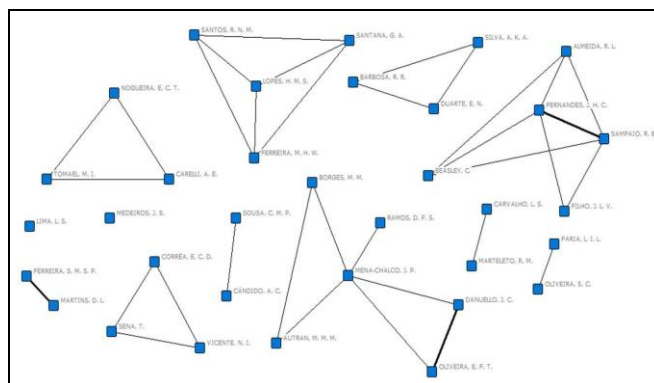 SANTOS, R. N. M.
SANTANA, G. A.
SILVA, A. K. A.
ALMEIDA, R. L.
LOPES, H. M. S.
BARBOSA, R. R.
NOGUEIRA, E. C. T.
DUARTE, E. N.
FERNANDES, J. H. C.
SAMPAIO, R. B.
FERREIRA, M. H. W.
TOMAEL, M. I.
CARELLI, A. E.
BEASLEY, C.
BORGES, M. M.
LIMA, L. S.
MEDEIROS, J. S.
SOUSA, C. M. P.
RAMOS, D. P. S.
CARVALHO, L. S.
FILHO, J. L. V.
FARIA, L. I. L.
CORRÊA, E. C. D.
MARTELETO, R. M.
FERREIRA, S. M. S. P.
MENA-CHALCO, J. P.
OLIVEIRA, S. C.
CÂNDIDO, A. C.
MARTINS, D. L.
DANUELLO, J. C.
SENA, T.
VICENTE, N. I.
AUTRAN, M. M. M.
OLIVEIRA, E. F. T.